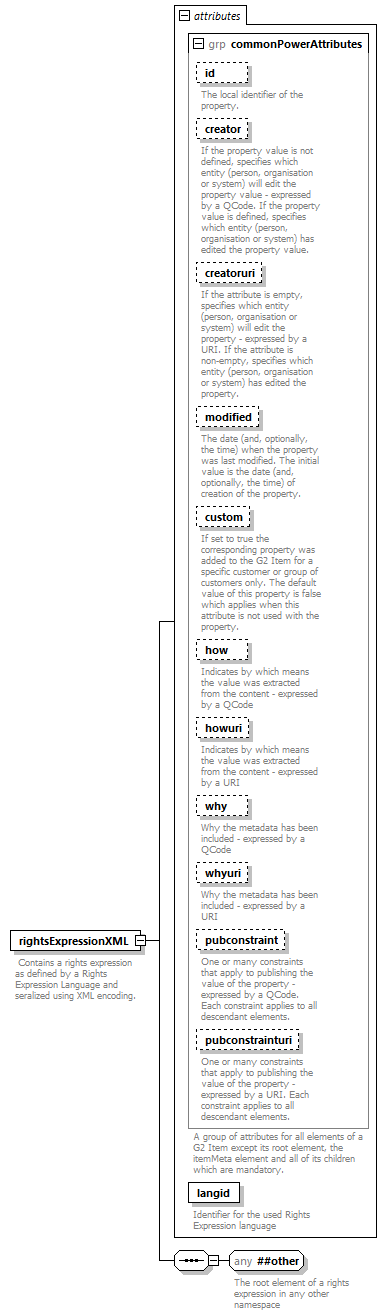 attributes
grp commonPowerAttributes
id
The local identifier of the
property.
creator
If the property value is not
defined, specifies which
entity (person, organisation
or system) will edit the
property value - expressed
by a QCode. If the property
value is defined, specifies
which entity (person,
organisation or system) has
edited the property value.
creatoruri
If the attribute is empty,
specifies which entity
(person, organisation or
system) will edit the
property - expressed by a
URI. If the attribute is
non-empty, specifies which
entity (person, organisation
or system) has edited the
property.
modified
The date (and, optionally,
the time) when the property
was last modified. The initial
value is the date (and,
optionally, the time) of
creation of the property.
custom
If set to true the
corresponding property was
added to the G2 Item for a
specific customer or group of
customers only. The default
value of this property is false
which applies when this
attribute is not used with the
property.
how
Indicates by which means
the value was extracted
from the content - expressed
by a QCode
howuri
Indicates by which means
the value was extracted
from the content - expressed
by a URI
why
Why the metadata has been
included - expressed by a
QCode
whyuri
Why the metadata has been
included - expressed by a
URI
pubconstraint
One or many constraints
that apply to publishing the
value of the property -
expressed by a QCode.
Each constraint applies to all
descendant elements.
pubconstrainturi
One or many constraints
that apply to publishing the
value of the property -
expressed by a URI. Each
constraint applies to all
descendant elements.
A group of attributes for all elements of a
G2 Item except its root element, the
itemMeta element and all of its children
which are mandatory.
langid
Identifier for the used Rights
Expression language
rightsExpressionXML
Contains a rights expression
as defined by a Rights
Expression Language and
seralized using XML encoding.
any ##other
The root element of a rights
expression in any other
namespace